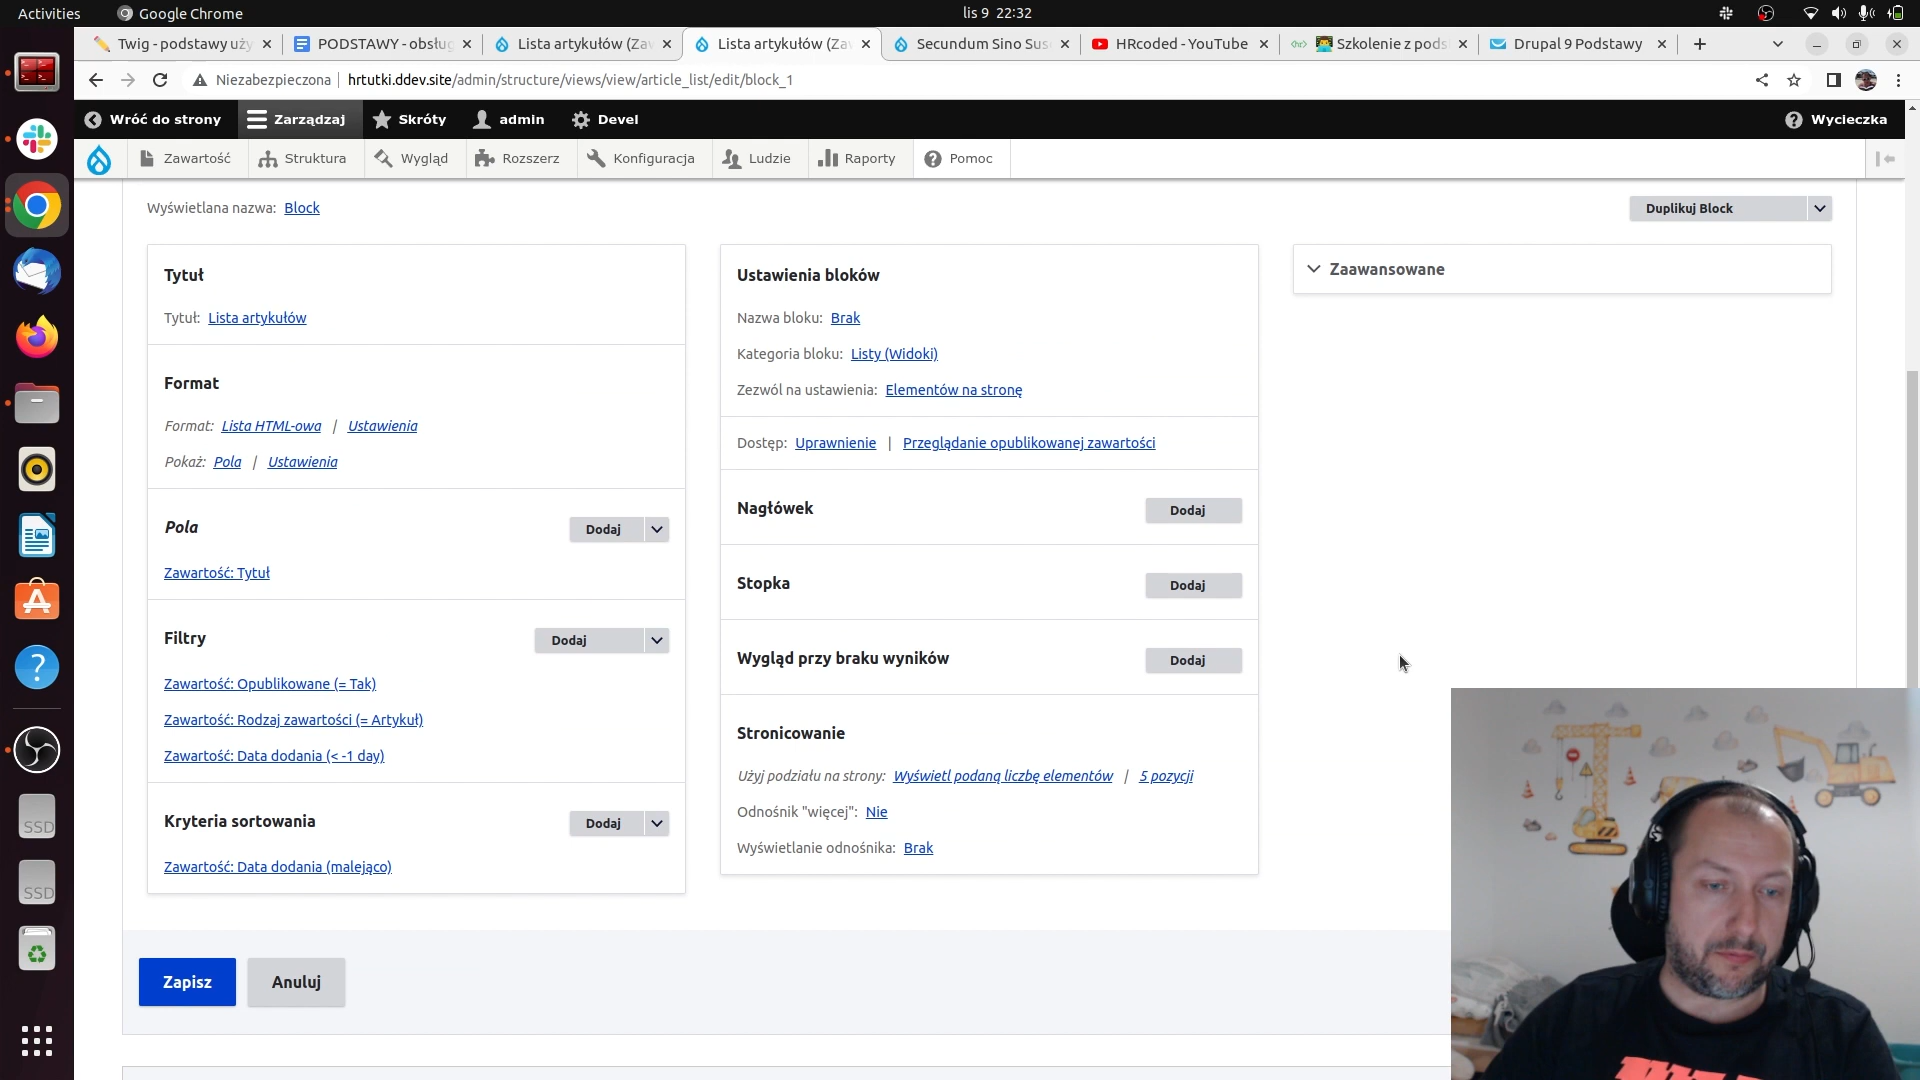 Activities
Google Chrome
lis 9 22:32
Twig - podstawy uży
PODSTAWY - obsług
Lista artykułów (Zaw
Lista artykułów (Zaw
Secundum Sino Sus
HRcoded - YouTube
Szkolenie z pods
Drupal 9 Podstawy
Niezabezpieczona
hrtutki.ddev.site/admin/structure/views/view/article_list/edit/block_1
Wróć do strony
Zarządzaj
Skróty
admin
Devel
Wycieczka
Zawartość
Struktura
Wygląd
Rozszerz
Konfiguracja
Ludzie
Raporty
Pomoc
Wyświetlana nazwa: Block
Duplikuj Block
Tytuł
Tytuł: Lista artykułów
Format
Format: Lista HTML-owa | Ustawienia
Pokaż: Pola | Ustawienia
Pola
Dodaj
Zawartość: Tytuł
Filtry
Dodaj
Zawartość: Opublikowane (= Tak)
Zawartość: Rodzaj zawartości (= Artykuł)
Zawartość: Data dodania (< -1 day)
Kryteria sortowania
Dodaj
Zawartość: Data dodania (malejąco)
Ustawienia bloków
Nazwa bloku: Brak
Kategoria bloku: Listy (Widoki)
Zezwól na ustawienia: Elementów na stronę
Dostęp: Uprawnienie | Przeglądanie opublikowanej zawartości
Nagłówek
Dodaj
Stopka
Dodaj
Wygląd przy braku wyników
Dodaj
Stronicowanie
Użyj podziału na strony: Wyświetl podaną liczbę elementów | 5 pozycji
Odnośnik "więcej": Nie
Wyświetlanie odnośnika: Brak
Zaawansowane
Zapisz
Anuluj
SSD
SSD